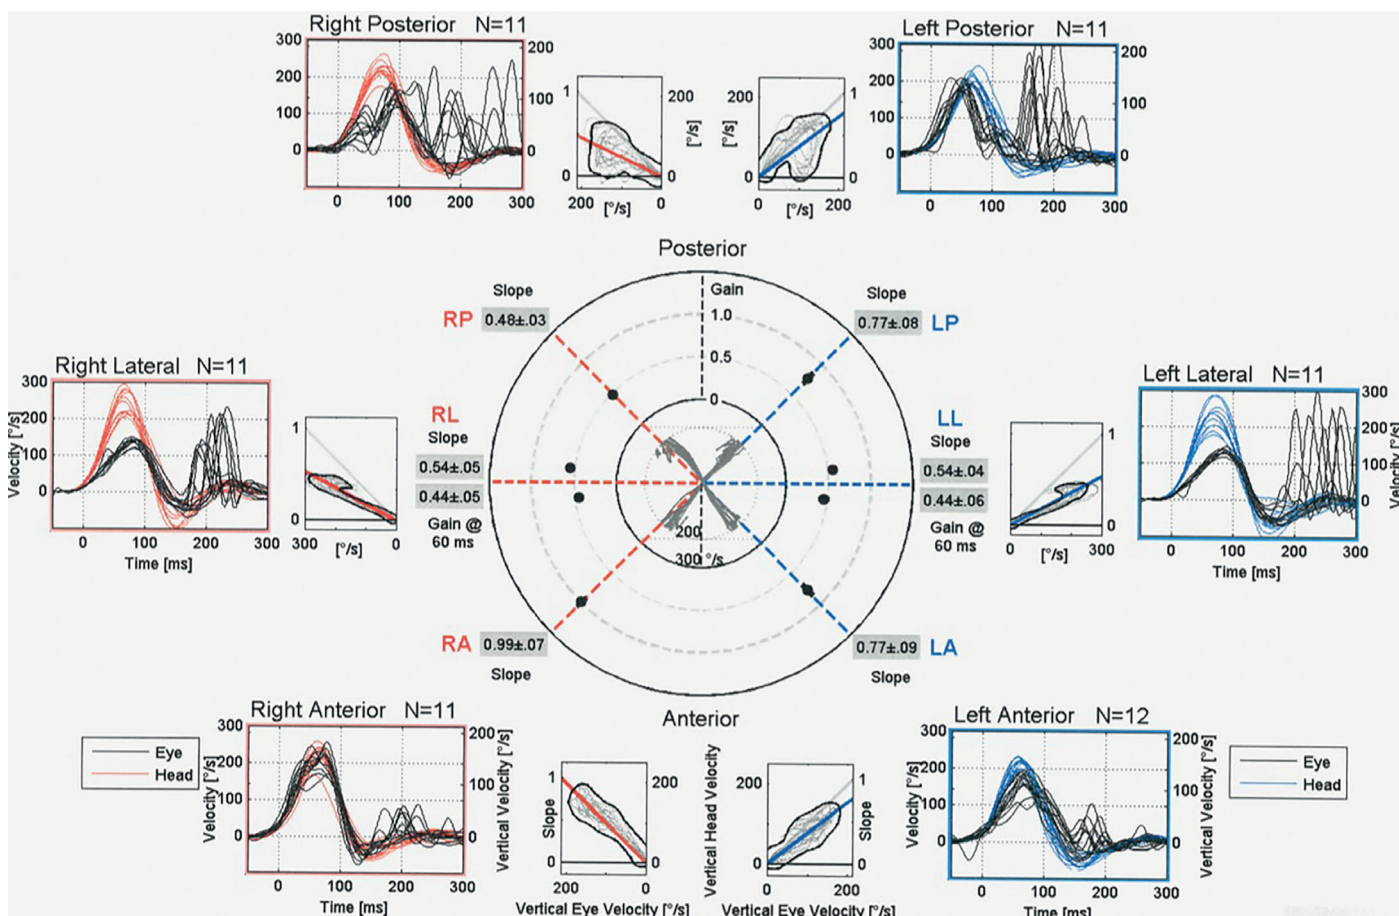 Right Posterior N=11
300
200
100
0
200
100
0
0 100 200 300
1
0
200
0
[°/s]
200 0
[°/s]
200
0
[°/s]
1
0
0 200
[°/s]
Left Posterior N=11
300
200
100
0
200
100
0
0 100 200 300
Posterior
Slope
RP 0.48±.03
Gain
1.0
0.5
0
Slope
0.77±.08 LP
Right Lateral N=11
300
200
100
0
Velocity [°/s]
0 100 200 300
Time [ms]
1
0
300 0
[°/s]
RL
Slope
0.54±.05
0.44±.05
Gain @
60 ms
200
300 °/s
LL
Slope
0.54±.04
0.44±.06
Gain @
60 ms
1
0
0 300
[°/s]
Left Lateral N=11
300
200
100
0
Velocity [°/s]
0 100 200 300
Time [ms]
RA 0.99±.07
Slope
0.77±.09 LA
Slope
Anterior
Eye
Head
Right Anterior N=11
300
200
100
0
Velocity [°/s]
200
100
0
Vertical Velocity [°/s]
0 100 200 300
Time [ms]
1
0
Slope
200
0
200 0
Vertical Eye Velocity [°/s]
Vertical Head Velocity
200
0
1
0
Slope
0 200
Vertical Eye Velocity [°/s]
Left Anterior N=12
300
200
100
0
Velocity [°/s]
200
100
0
Vertical Velocity [°/s]
0 100 200 300
Time [ms]
Eye
Head